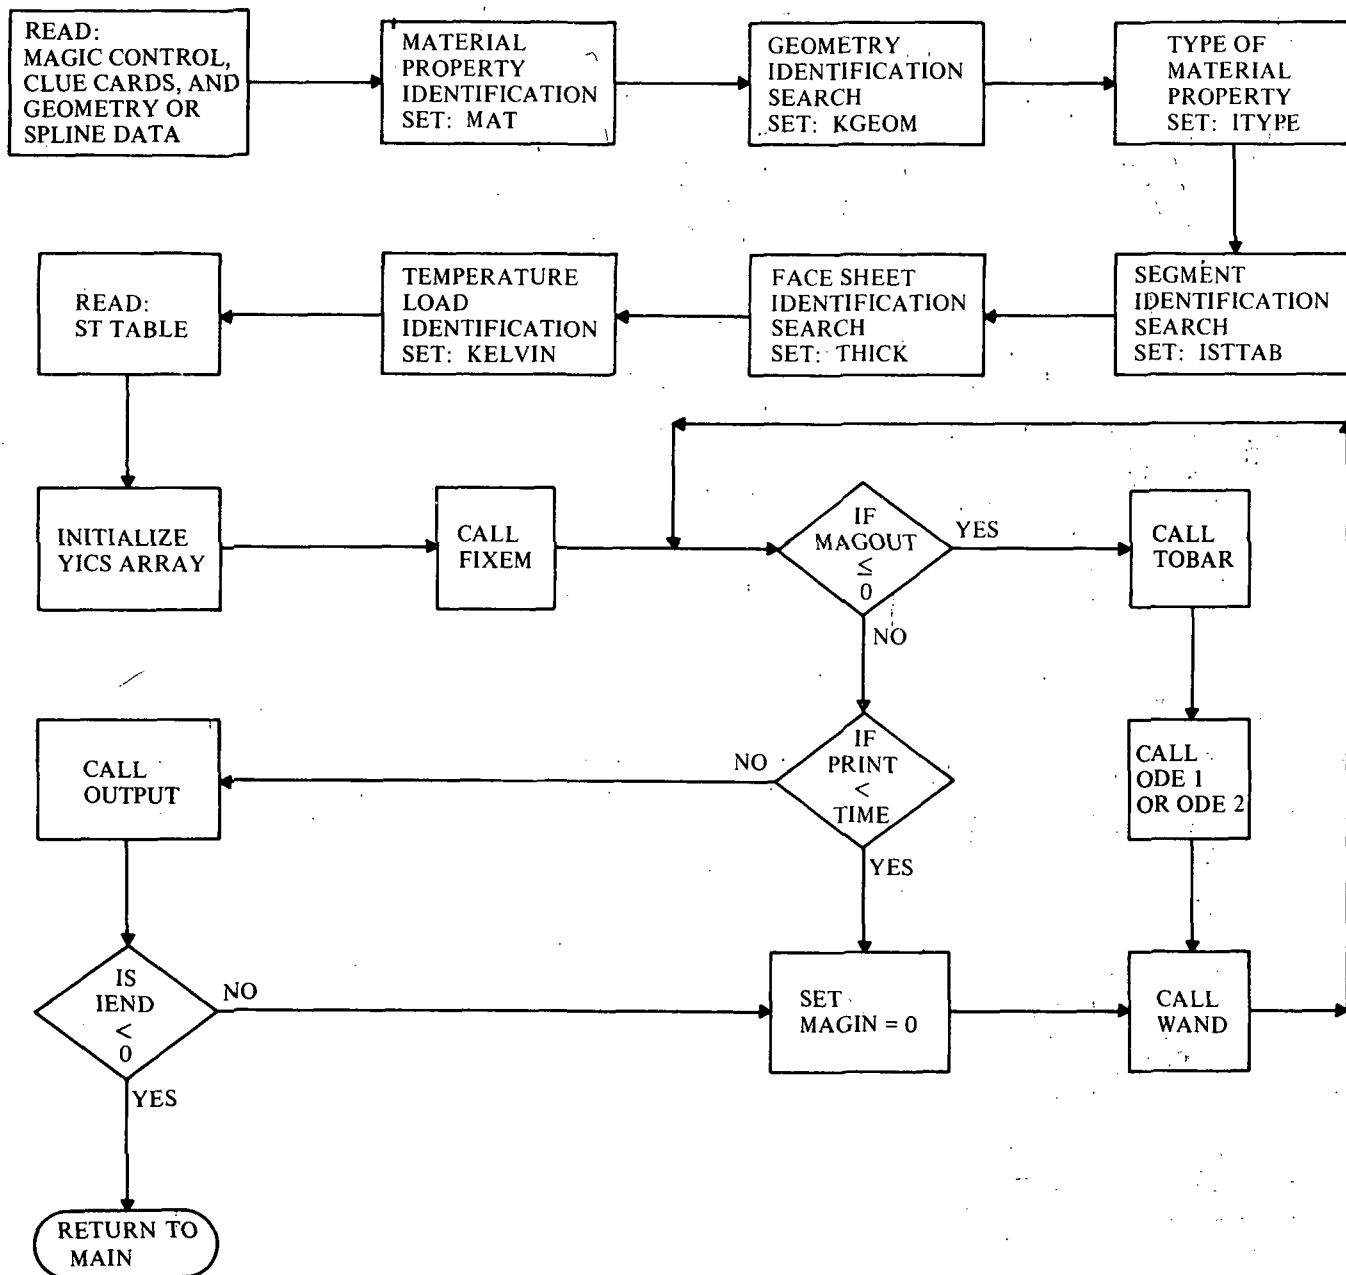 READ:
MAGIC CONTROL,
CLUE CARDS, AND
GEOMETRY OR
SPLINE DATA
MATERIAL
PROPERTY
IDENTIFICATION
SET: MAT
GEOMETRY
IDENTIFICATION
SEARCH
SET: KGEOM
TYPE OF
MATERIAL
PROPERTY
SET: ITYPE
SEGMENT
IDENTIFICATION
SEARCH
SET: ISTTAB
FACE SHEET
IDENTIFICATION
SEARCH
SET: THICK
TEMPERATURE
LOAD
IDENTIFICATION
SET: KELVIN
READ:
ST TABLE
INITIALIZE
YICS ARRAY
CALL
FIXEM
IF
MAGOUT
≤
0
YES
NO
CALL
TOBAR
CALL
ODE 1
OR ODE 2
IF
PRINT
<
TIME
NO
YES
CALL
OUTPUT
IS
IEND
<
0
NO
YES
SET
MAGIN = 0
CALL
WAND
RETURN TO
MAIN